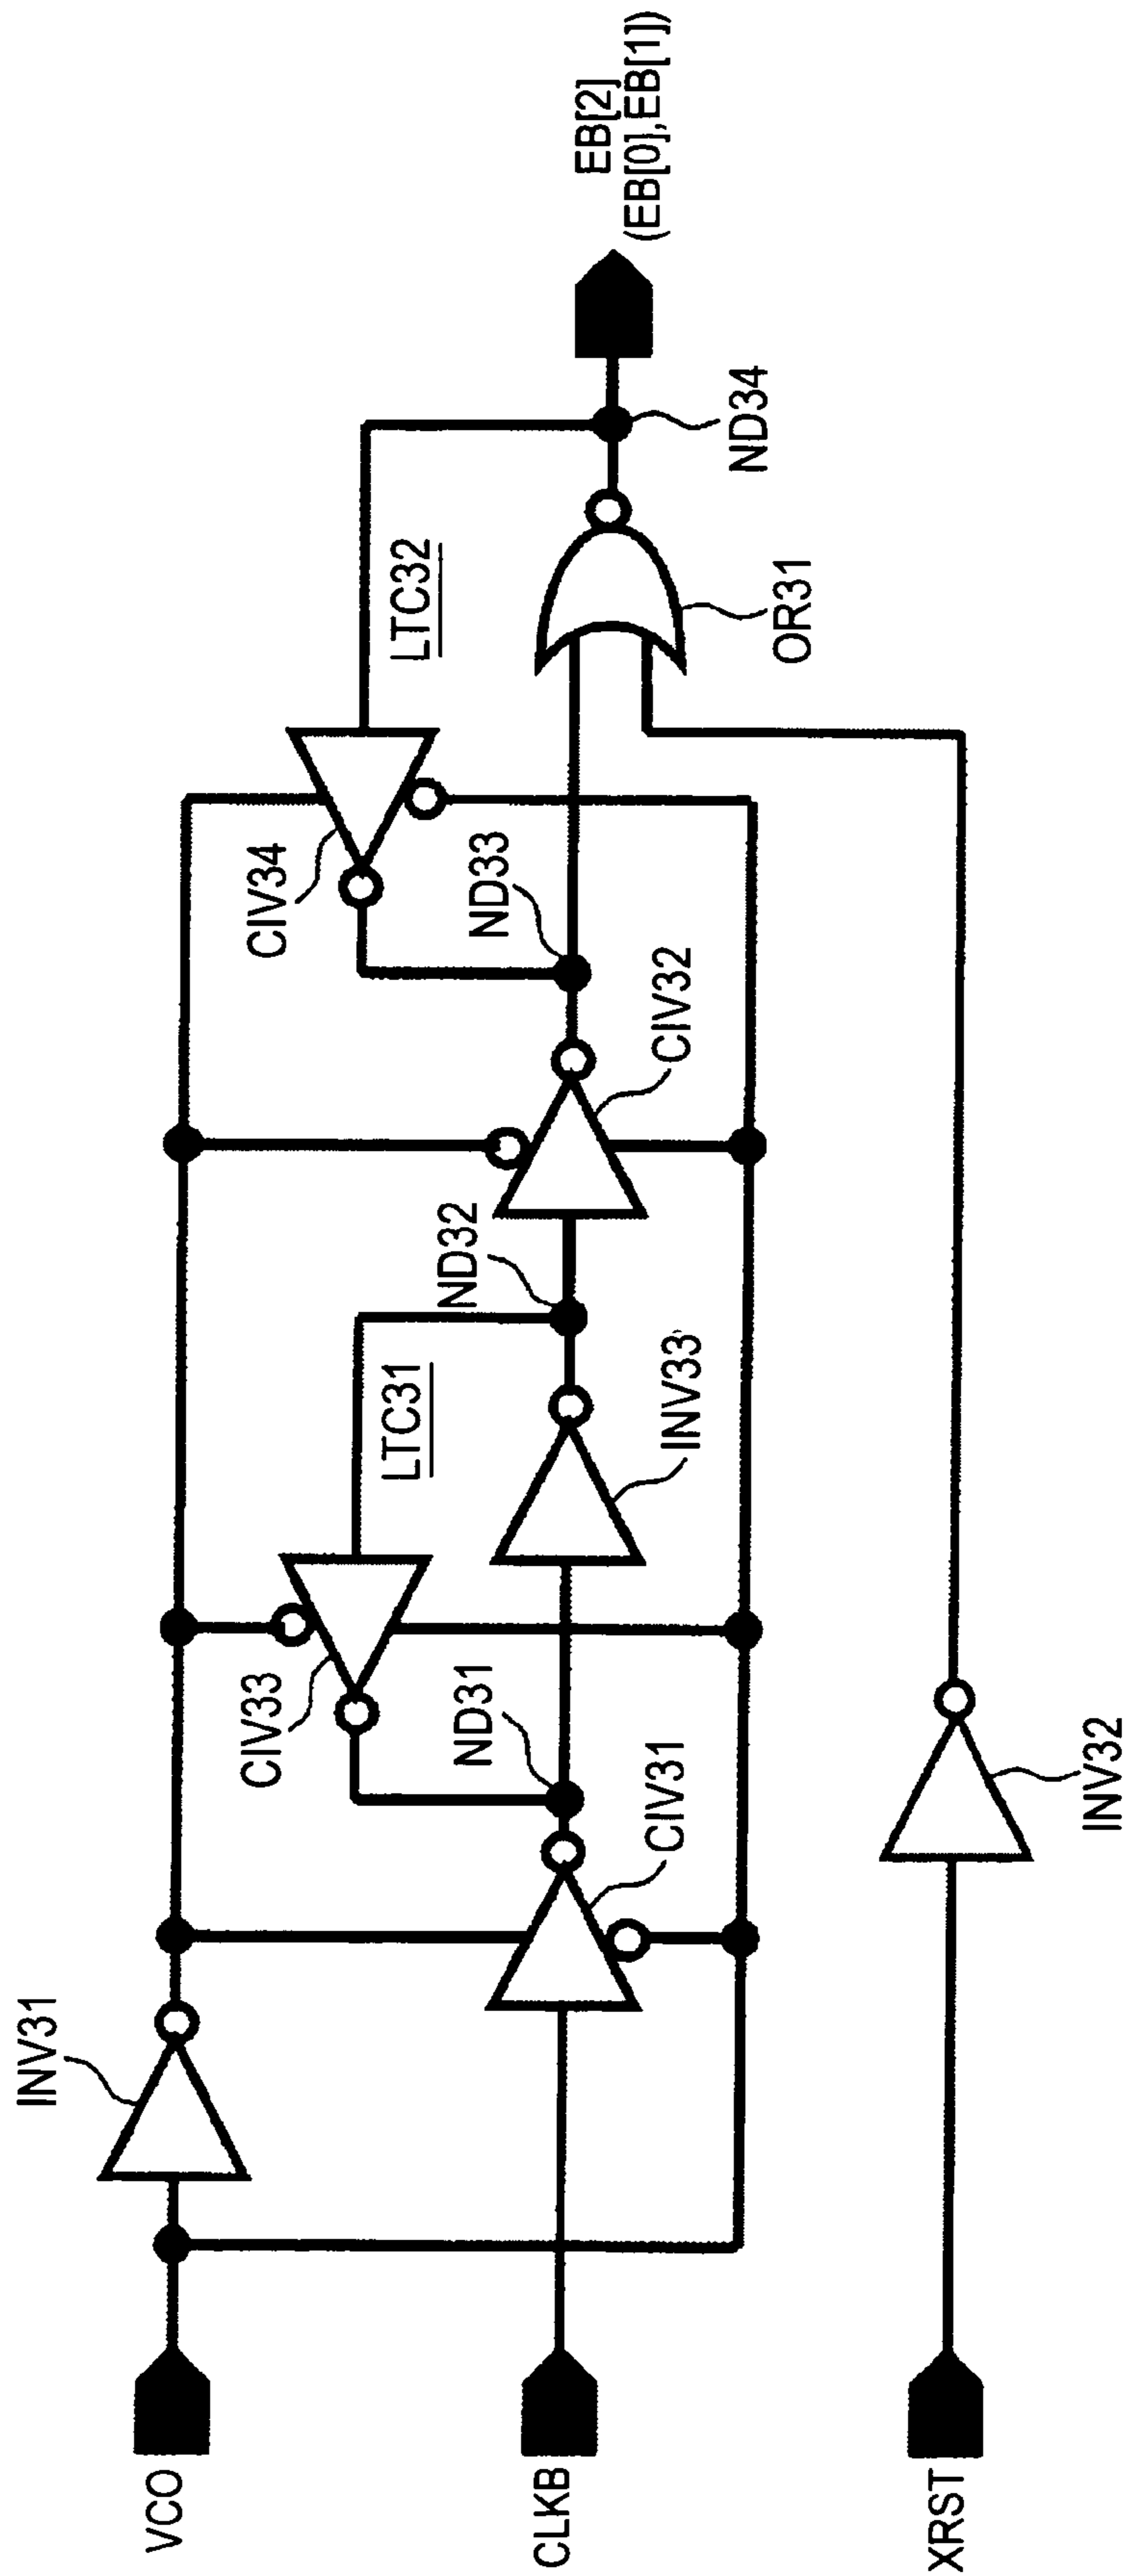 EB[2]
(EB[0],EB[1])
ND34
LTC32
OR31
CIV34
ND33
CIV32
ND32
LTC31
INV33
CIV33
ND31
CIV31
INV31
INV32
VCO
CLKB
XRST